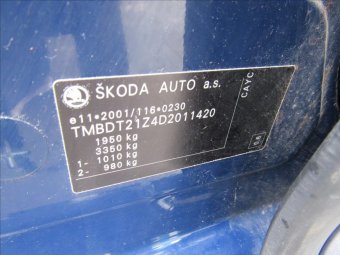 ŠKODA AUTO a.s.
e11*2001/116*0230
TMBDT21Z4D2011420
1950 kg
3350 kg
1- 1010 kg
2- 980 kg
CAYC